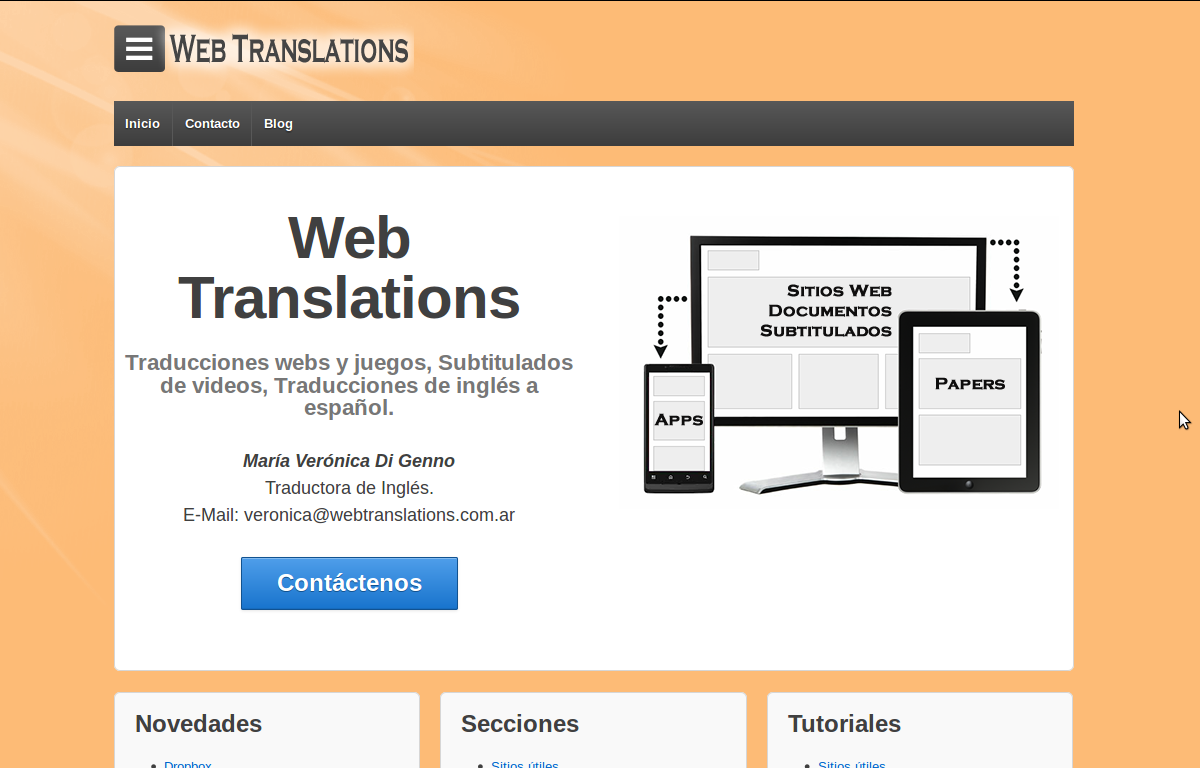 WEB TRANSLATIONS
Inicio
Contacto
Blog
Web
Translations
Traducciones webs y juegos, Subtitulados
de videos, Traducciones de inglés a
español.
María Verónica Di Genno
Traductora de Inglés.
E-Mail: veronica@webtranslations.com.ar
Contáctenos
SITIOS WEB
DOCUMENTOS
SUBTITULADOS
APPS
PAPERS
Novedades
Dropbox
Secciones
Sitios útiles
Tutoriales
Sitios útiles